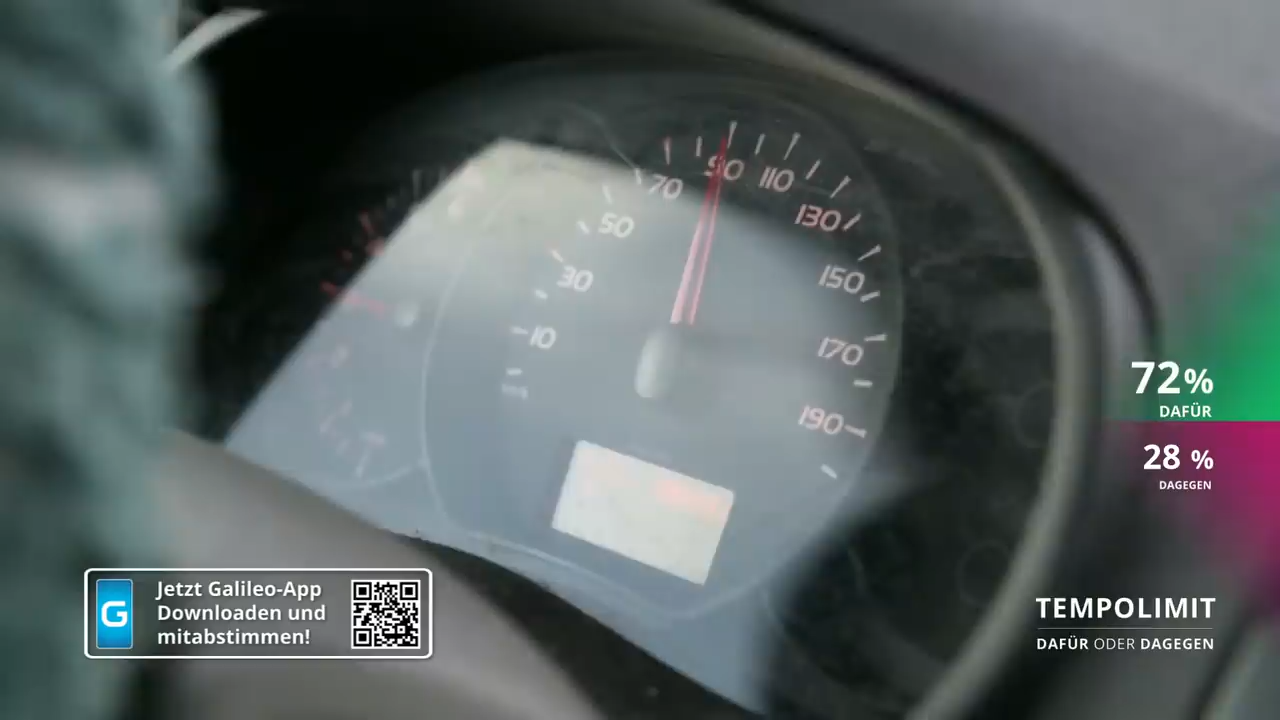 10
30
50
70
90
110
130
150
170
190
72%
DAFÜR
28 %
DAGEGEN
G
Jetzt Galileo-App
Downloaden und
mitabstimmen!
TEMPOLIMIT
DAFÜR ODER DAGEGEN